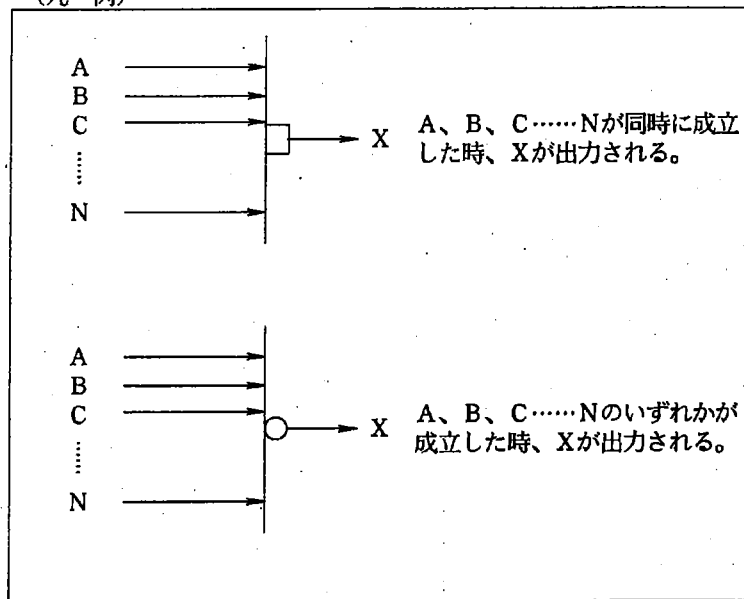 A
B
C
……
N
X
A、B、C……Nが同時に成立
した時、Xが出力される。
A
B
C
……
N
X
A、B、C……Nのいずれかが
成立した時、Xが出力される。